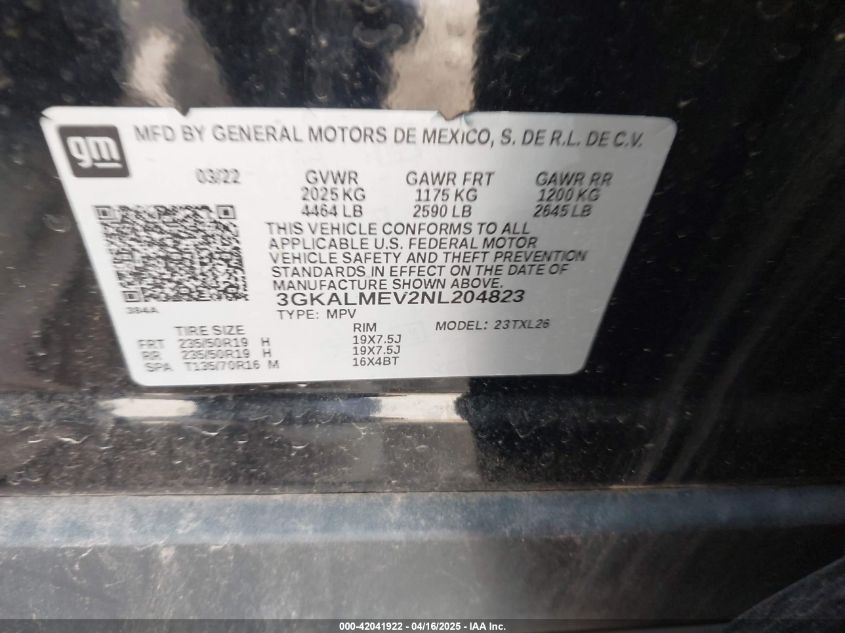 gm
MFD BY GENERAL MOTORS DE MEXICO, S. DE R.L. DE C.V.
03/22 GVWR GAWR FRT GAWR RR
2025 KG 1175 KG 1200 KG
4464 LB 2590 LB 2645 LB
THIS VEHICLE CONFORMS TO ALL
APPLICABLE U.S. FEDERAL MOTOR
VEHICLE SAFETY AND THEFT PREVENTION
STANDARDS IN EFFECT ON THE DATE OF
MANUFACTURE SHOWN ABOVE.
384A 3GKALMEV2NL204823
TYPE: MPV MODEL: 23TXL26
TIRE SIZE RIM
FRT 235/50R19 H 19X7.5J
RR 235/50R19 H 19X7.5J
SPA T135/70R16 M 16X4BT
000-42041922 - 04/16/2025 - IAA Inc.